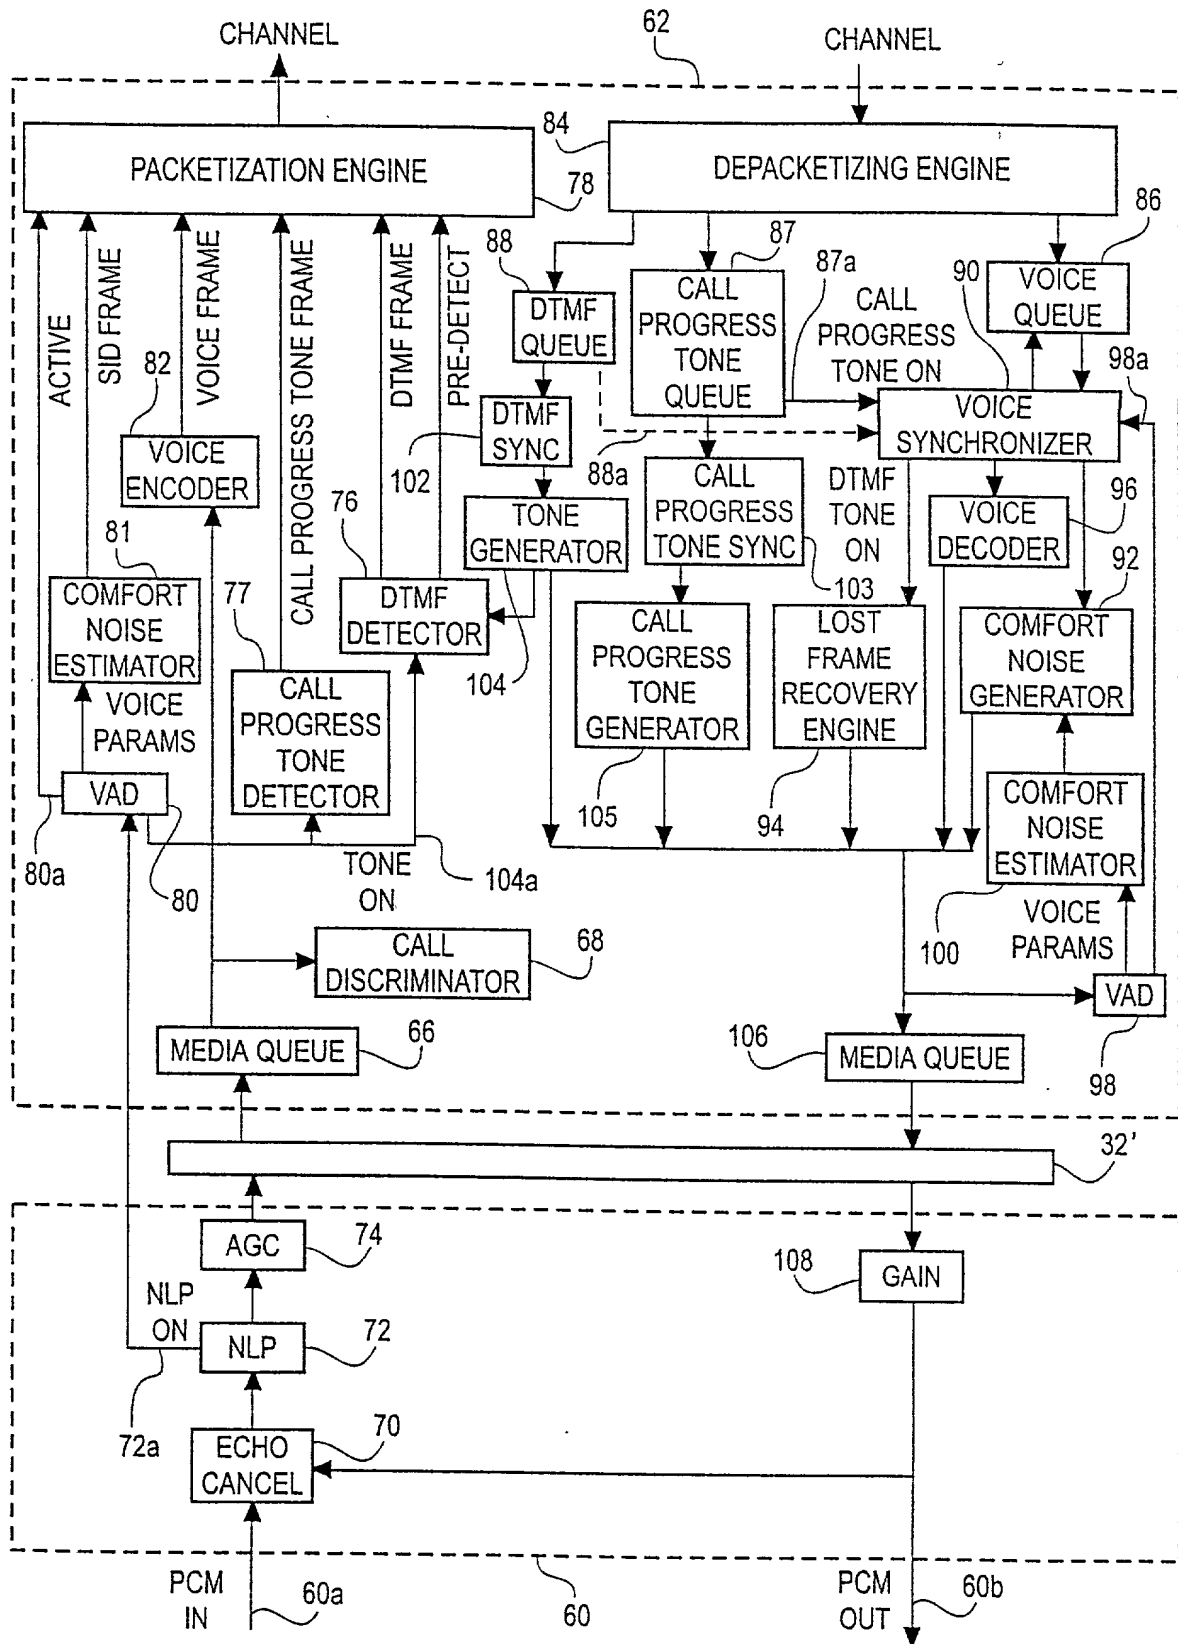 CHANNEL
62
CHANNEL
PACKETIZATION ENGINE
78
84
DEPACKETIZING ENGINE
ACTIVE
SID FRAME
VOICE FRAME
CALL PROGRESS TONE FRAME
DTMF FRAME
PRE-DETECT
88
DTMF
QUEUE
87
CALL
PROGRESS
TONE
QUEUE
87a
CALL
PROGRESS
TONE ON
90
86
VOICE
QUEUE
98a
82
VOICE
ENCODER
102
DTMF
SYNC
88a
VOICE
SYNCHRONIZER
CALL
PROGRESS
TONE SYNC
103
DTMF
TONE
ON
96
VOICE
DECODER
81
COMFORT
NOISE
ESTIMATOR
76
DTMF
DETECTOR
TONE
GENERATOR
104
92
COMFORT
NOISE
GENERATOR
77
CALL
PROGRESS
TONE
DETECTOR
CALL
PROGRESS
TONE
GENERATOR
105
LOST
FRAME
RECOVERY
ENGINE
94
VOICE
PARAMS
VAD
80a
80
TONE
ON
104a
COMFORT
NOISE
ESTIMATOR
100
VOICE
PARAMS
CALL
DISCRIMINATOR
68
VAD
98
MEDIA QUEUE
66
106
MEDIA QUEUE
32'
AGC
74
108
GAIN
NLP
ON
NLP
72
72a
ECHO
CANCEL
70
PCM
IN
60a
60
PCM
OUT
60b